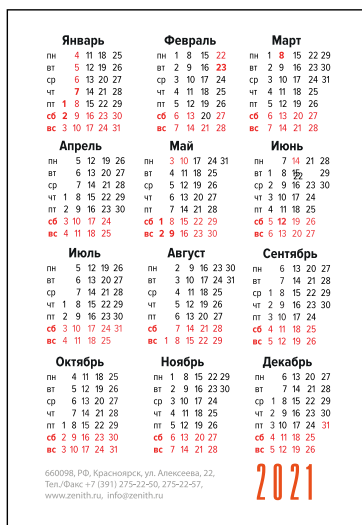 Январь
пн 4 11 18 25
вт 5 12 19 26
ср 6 13 20 27
чт 7 14 21 28
пт 1 8 15 22 29
сб 2 9 16 23 30
вс 3 10 17 24 31
Февраль
пн 1 8 15 22
вт 2 9 16 23
ср 3 10 17 24
чт 4 11 18 25
пт 5 12 19 26
сб 6 13 20 27
вс 7 14 21 28
Март
пн 1 8 15 22 29
вт 2 9 16 23 30
ср 3 10 17 24
чт 4 11 18 25
пт 5 12 19 26
сб 6 13 20 27
вс 7 14 21 28
Апрель
пн 5 12 19 26
вт 6 13 20 27
ср 7 14 21 28
чт 1 8 15 22 29
пт 2 9 16 23 30
сб 3 10 17 24
вс 4 11 18 25
Май
пн 3 10 17 24 31
вт 4 11 18 25
ср 5 12 19 26
чт 6 13 20 27
пт 7 14 21 28
сб 1 8 15 22 29
вс 2 9 16 23 30
Июнь
пн 7 14 21 28
вт 1 8 15 22 29
ср 2 9 16 23 30
чт 3 10 17 24
пт 4 11 18 25
сб 5 12 19 26
вс 6 13 20 27
Июль
пн 5 12 19 26
вт 6 13 20 27
ср 7 14 21 28
чт 1 8 15 22 29
пт 2 9 16 23 30
сб 3 10 17 24 31
вс 4 11 18 25
Август
пн 2 9 16 23 30
вт 3 10 17 24 31
ср 4 11 18 25
чт 5 12 19 26
пт 6 13 20 27
сб 7 14 21 28
вс 1 8 15 22 29
Сентябрь
пн 6 13 20 27
вт 7 14 21 28
ср 1 8 15 22 29
чт 2 9 16 23 30
пт 3 10 17 24
сб 4 11 18 25
вс 5 12 19 26
Октябрь
пн 4 11 18 25
вт 5 12 19 26
ср 6 13 20 27
чт 7 14 21 28
пт 1 8 15 22 29
сб 2 9 16 23 30
вс 3 10 17 24 31
Ноябрь
пн 1 8 15 22 29
вт 2 9 16 23 30
ср 3 10 17 24
чт 4 11 18 25
пт 5 12 19 26
сб 6 13 20 27
вс 7 14 21 28
Декабрь
пн 6 13 20 27
вт 7 14 21 28
ср 1 8 15 22 29
чт 2 9 16 23 30
пт 3 10 17 24 31
сб 4 11 18 25
вс 5 12 19 26
660098, РФ, Красноярск, ул. Алексеева, 22,
Тел./Факс +7 (391) 275-22-50, 275-22-57,
www.zenith.ru, info@zenith.ru
2021